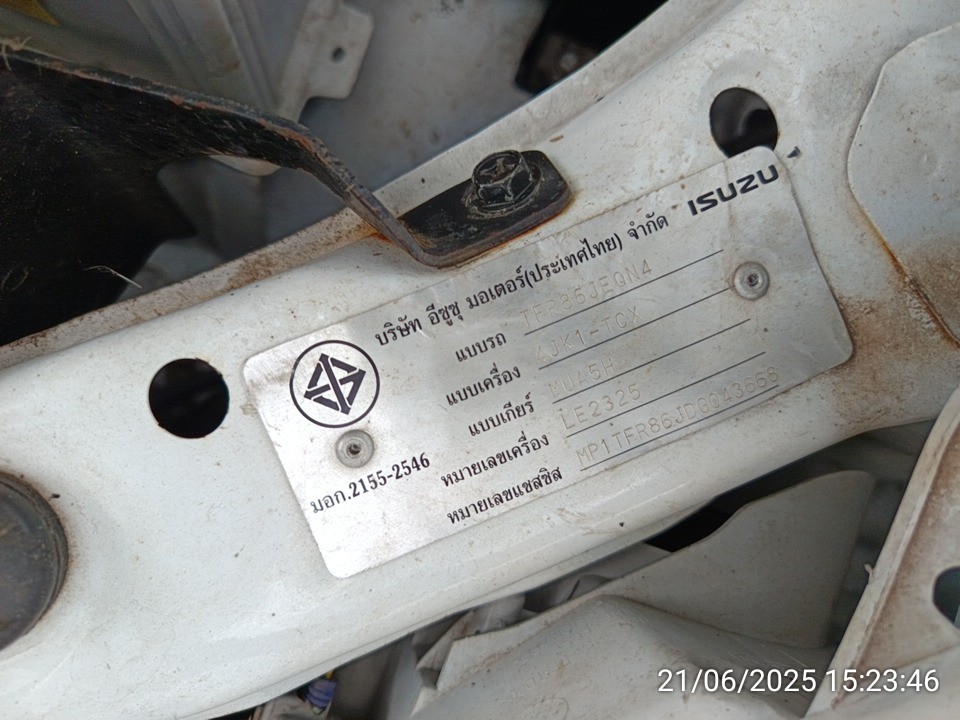 ISUZU
บริษัท อีซูซุ มอเตอร์(ประเทศไทย) จำกัด
แบบรถ
แบบเครื่อง 4JK1-TCX
แบบเกียร์ MUA5H
หมายเลขเครื่อง LE2325
หมายเลขแชสซิส
มอก.2155-2546
21/06/2025 15:23:46